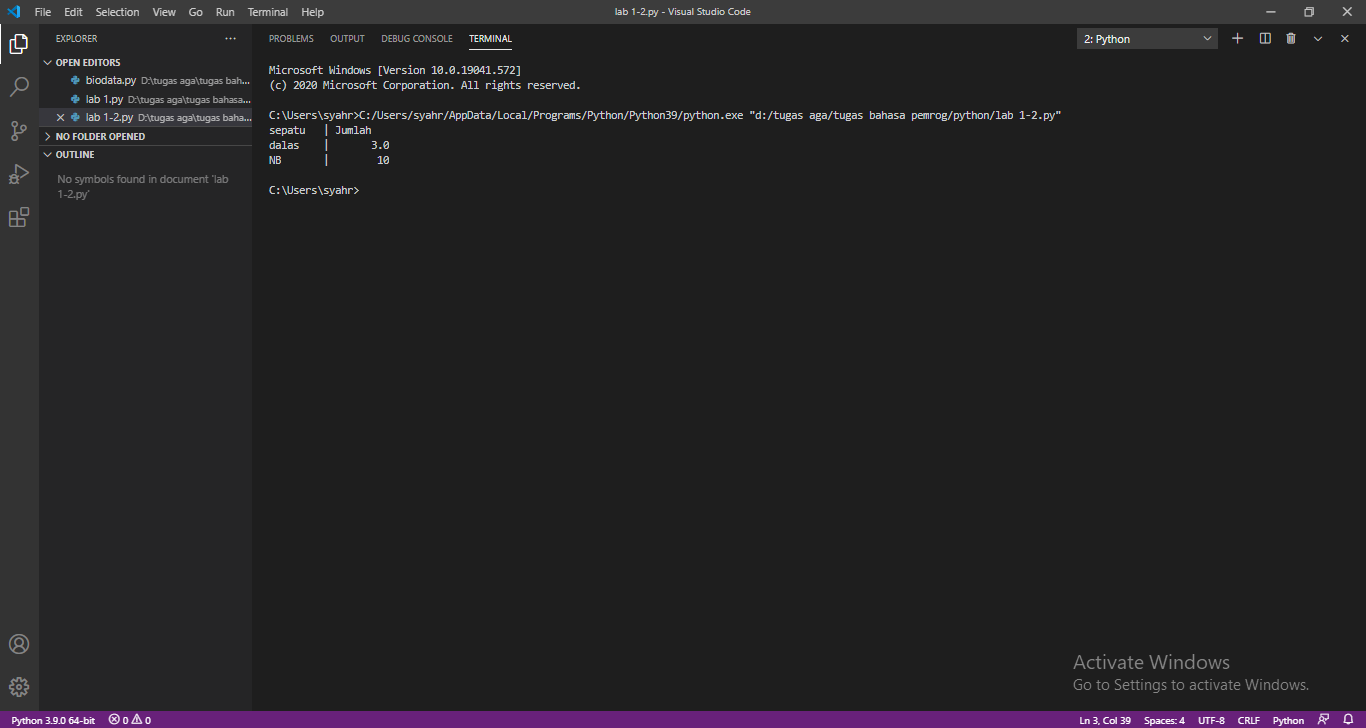 File Edit Selection View Go Run Terminal Help
lab 1-2.py - Visual Studio Code
EXPLORER ...
OPEN EDITORS
biodata.py D:\tugas aga\tugas bah...
lab 1.py D:\tugas aga\tugas bahasa...
lab 1-2.py D:\tugas aga\tugas baha...
NO FOLDER OPENED
OUTLINE
No symbols found in document 'lab
1-2.py'
PROBLEMS OUTPUT DEBUG CONSOLE TERMINAL
2: Python
Microsoft Windows [Version 10.0.19041.572]
(c) 2020 Microsoft Corporation. All rights reserved.
C:\Users\syahr>C:/Users/syahr/AppData/Local/Programs/Python/Python39/python.exe "d:/tugas aga/tugas bahasa pemrog/python/lab 1-2.py"
sepatu | Jumlah
dalas | 3.0
NB | 10
C:\Users\syahr>
Activate Windows
Go to Settings to activate Windows.
Python 3.9.0 64-bit 0 0
Ln 3, Col 39 Spaces: 4 UTF-8 CRLF Python